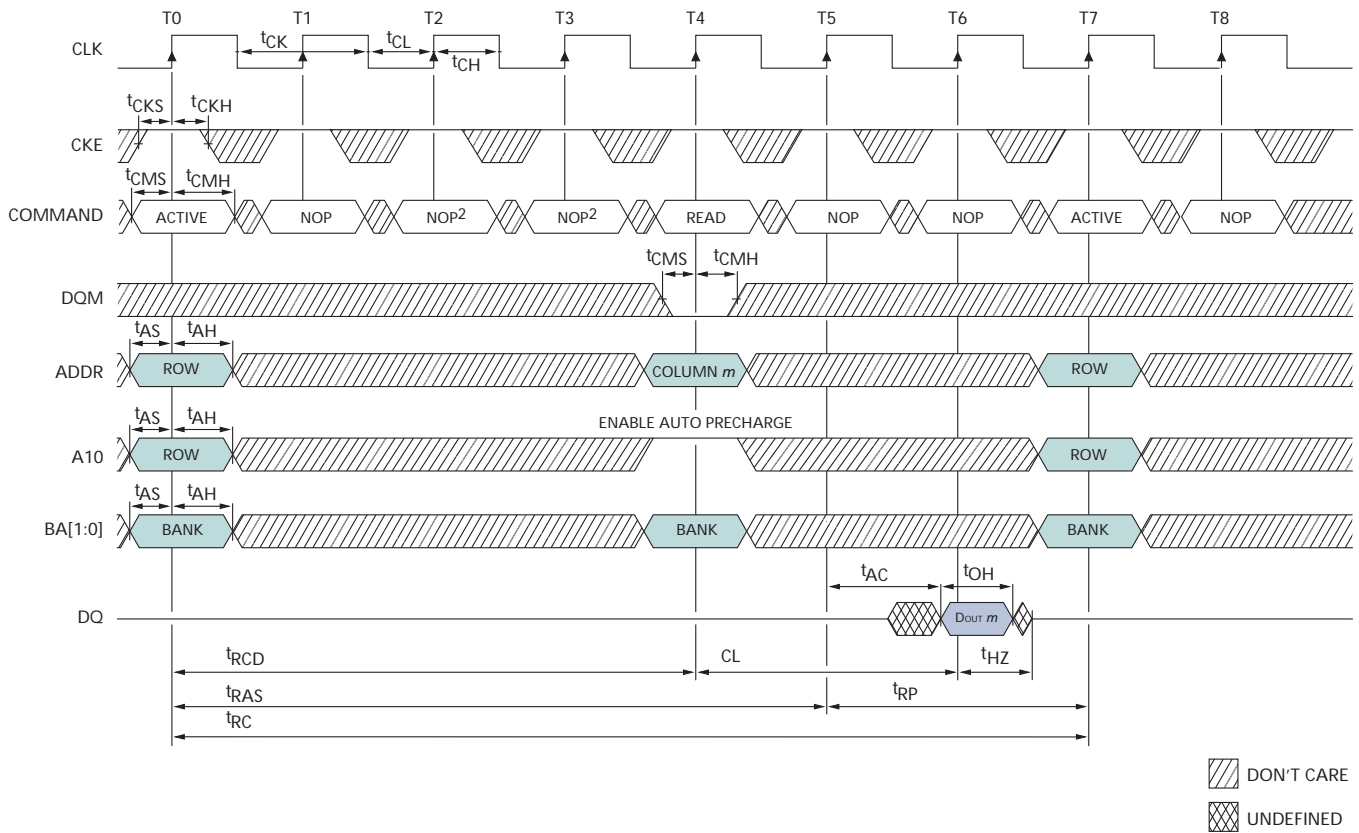 T0 T1 T2 T3 T4 T5 T6 T7 T8
CLK tCK tCL tCH
tCKS tCKH
CKE
tCMS tCMH
COMMAND ACTIVE NOP NOP2 NOP2 READ NOP NOP ACTIVE NOP
tCMS tCMH
DQM
tAS tAH
ADDR ROW COLUMN m ROW
ENABLE AUTO PRECHARGE
tAS tAH
A10 ROW ROW
tAS tAH
BA[1:0] BANK BANK BANK
tAC tOH
DQ DOUT m
tRCD CL tHZ
tRAS tRP
tRC
DON'T CARE
UNDEFINED